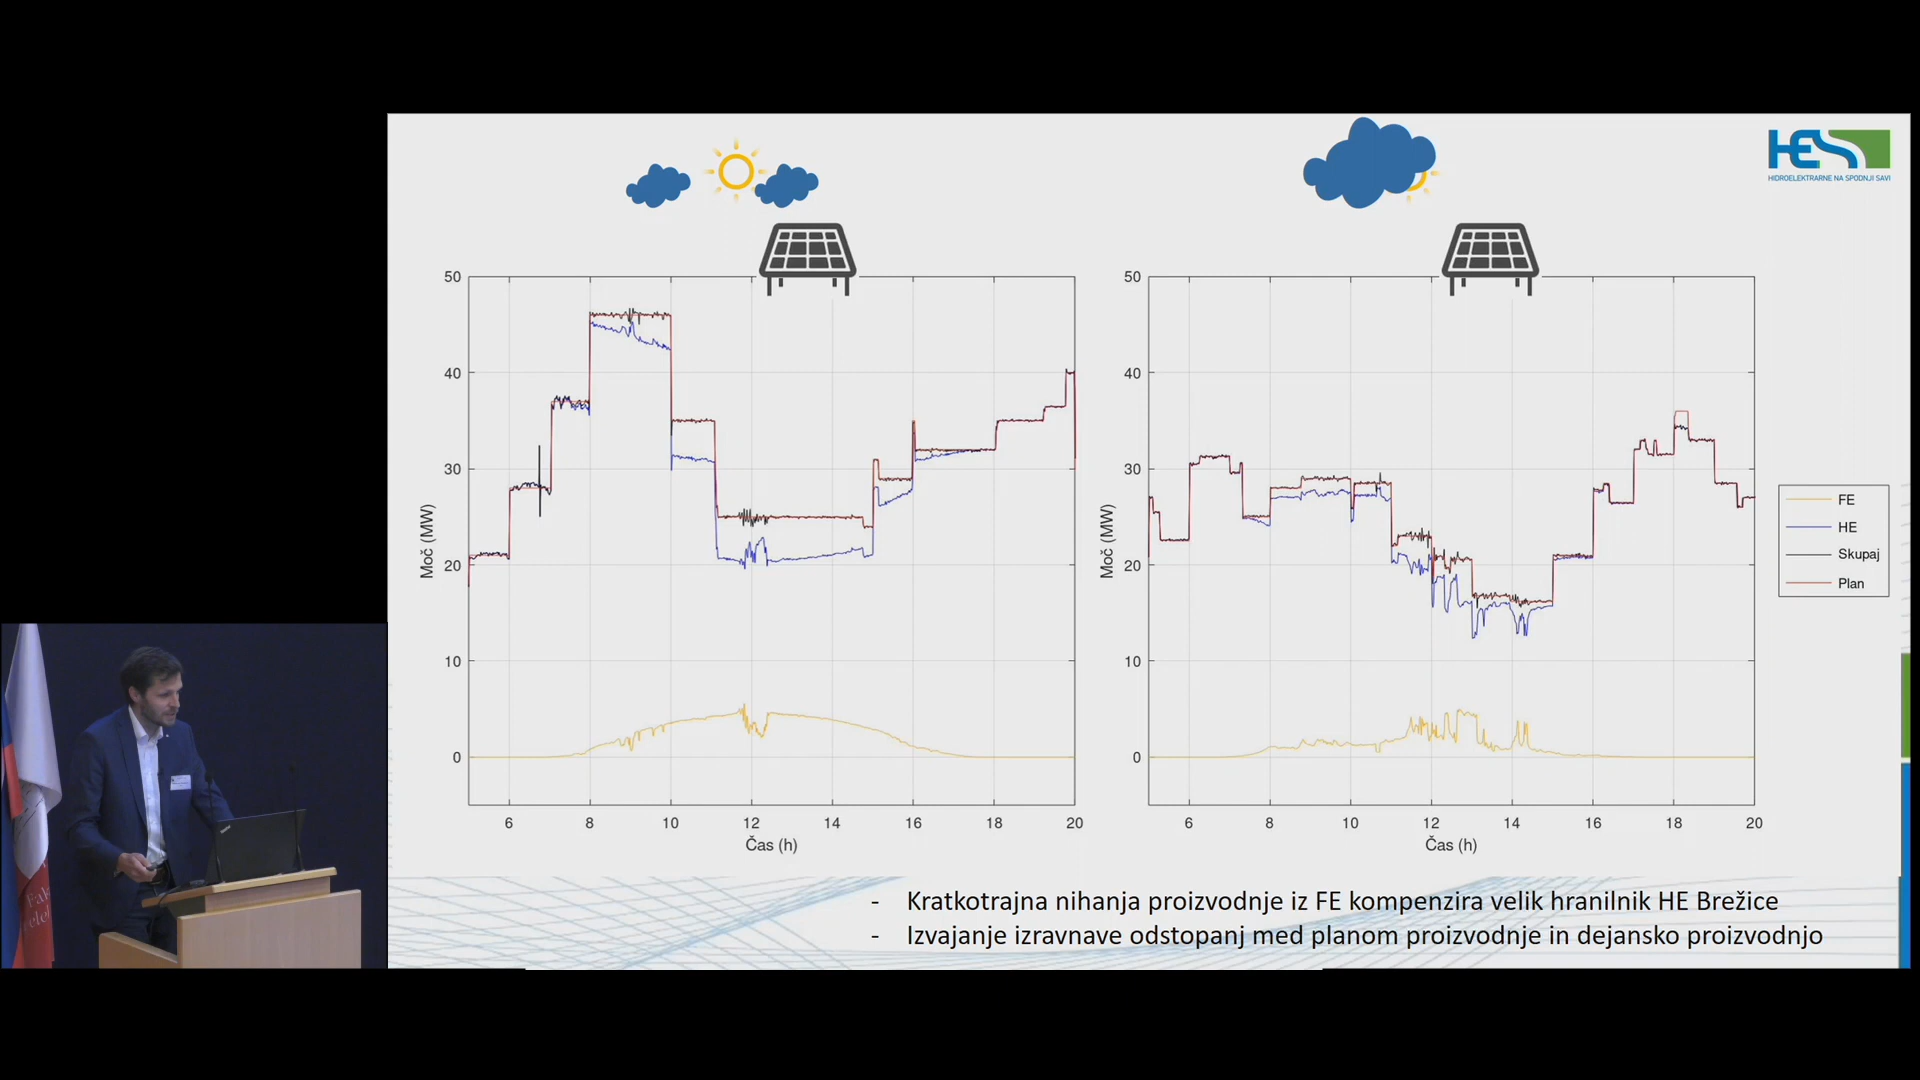 HESS
HIDROELEKTRARNE NA SPODNJI SAVI
50
40
30
20
10
0
Moč (MW)
6 8 10 12 14 16 18 20
Čas (h)
50
40
30
20
10
0
Moč (MW)
6 8 10 12 14 16 18 20
Čas (h)
FE
HE
Skupaj
Plan
- Kratkotrajna nihanja proizvodnje iz FE kompenzira velik hranilnik HE Brežice
- Izvajanje izravnave odstopanj med planom proizvodnje in dejansko proizvodnjo